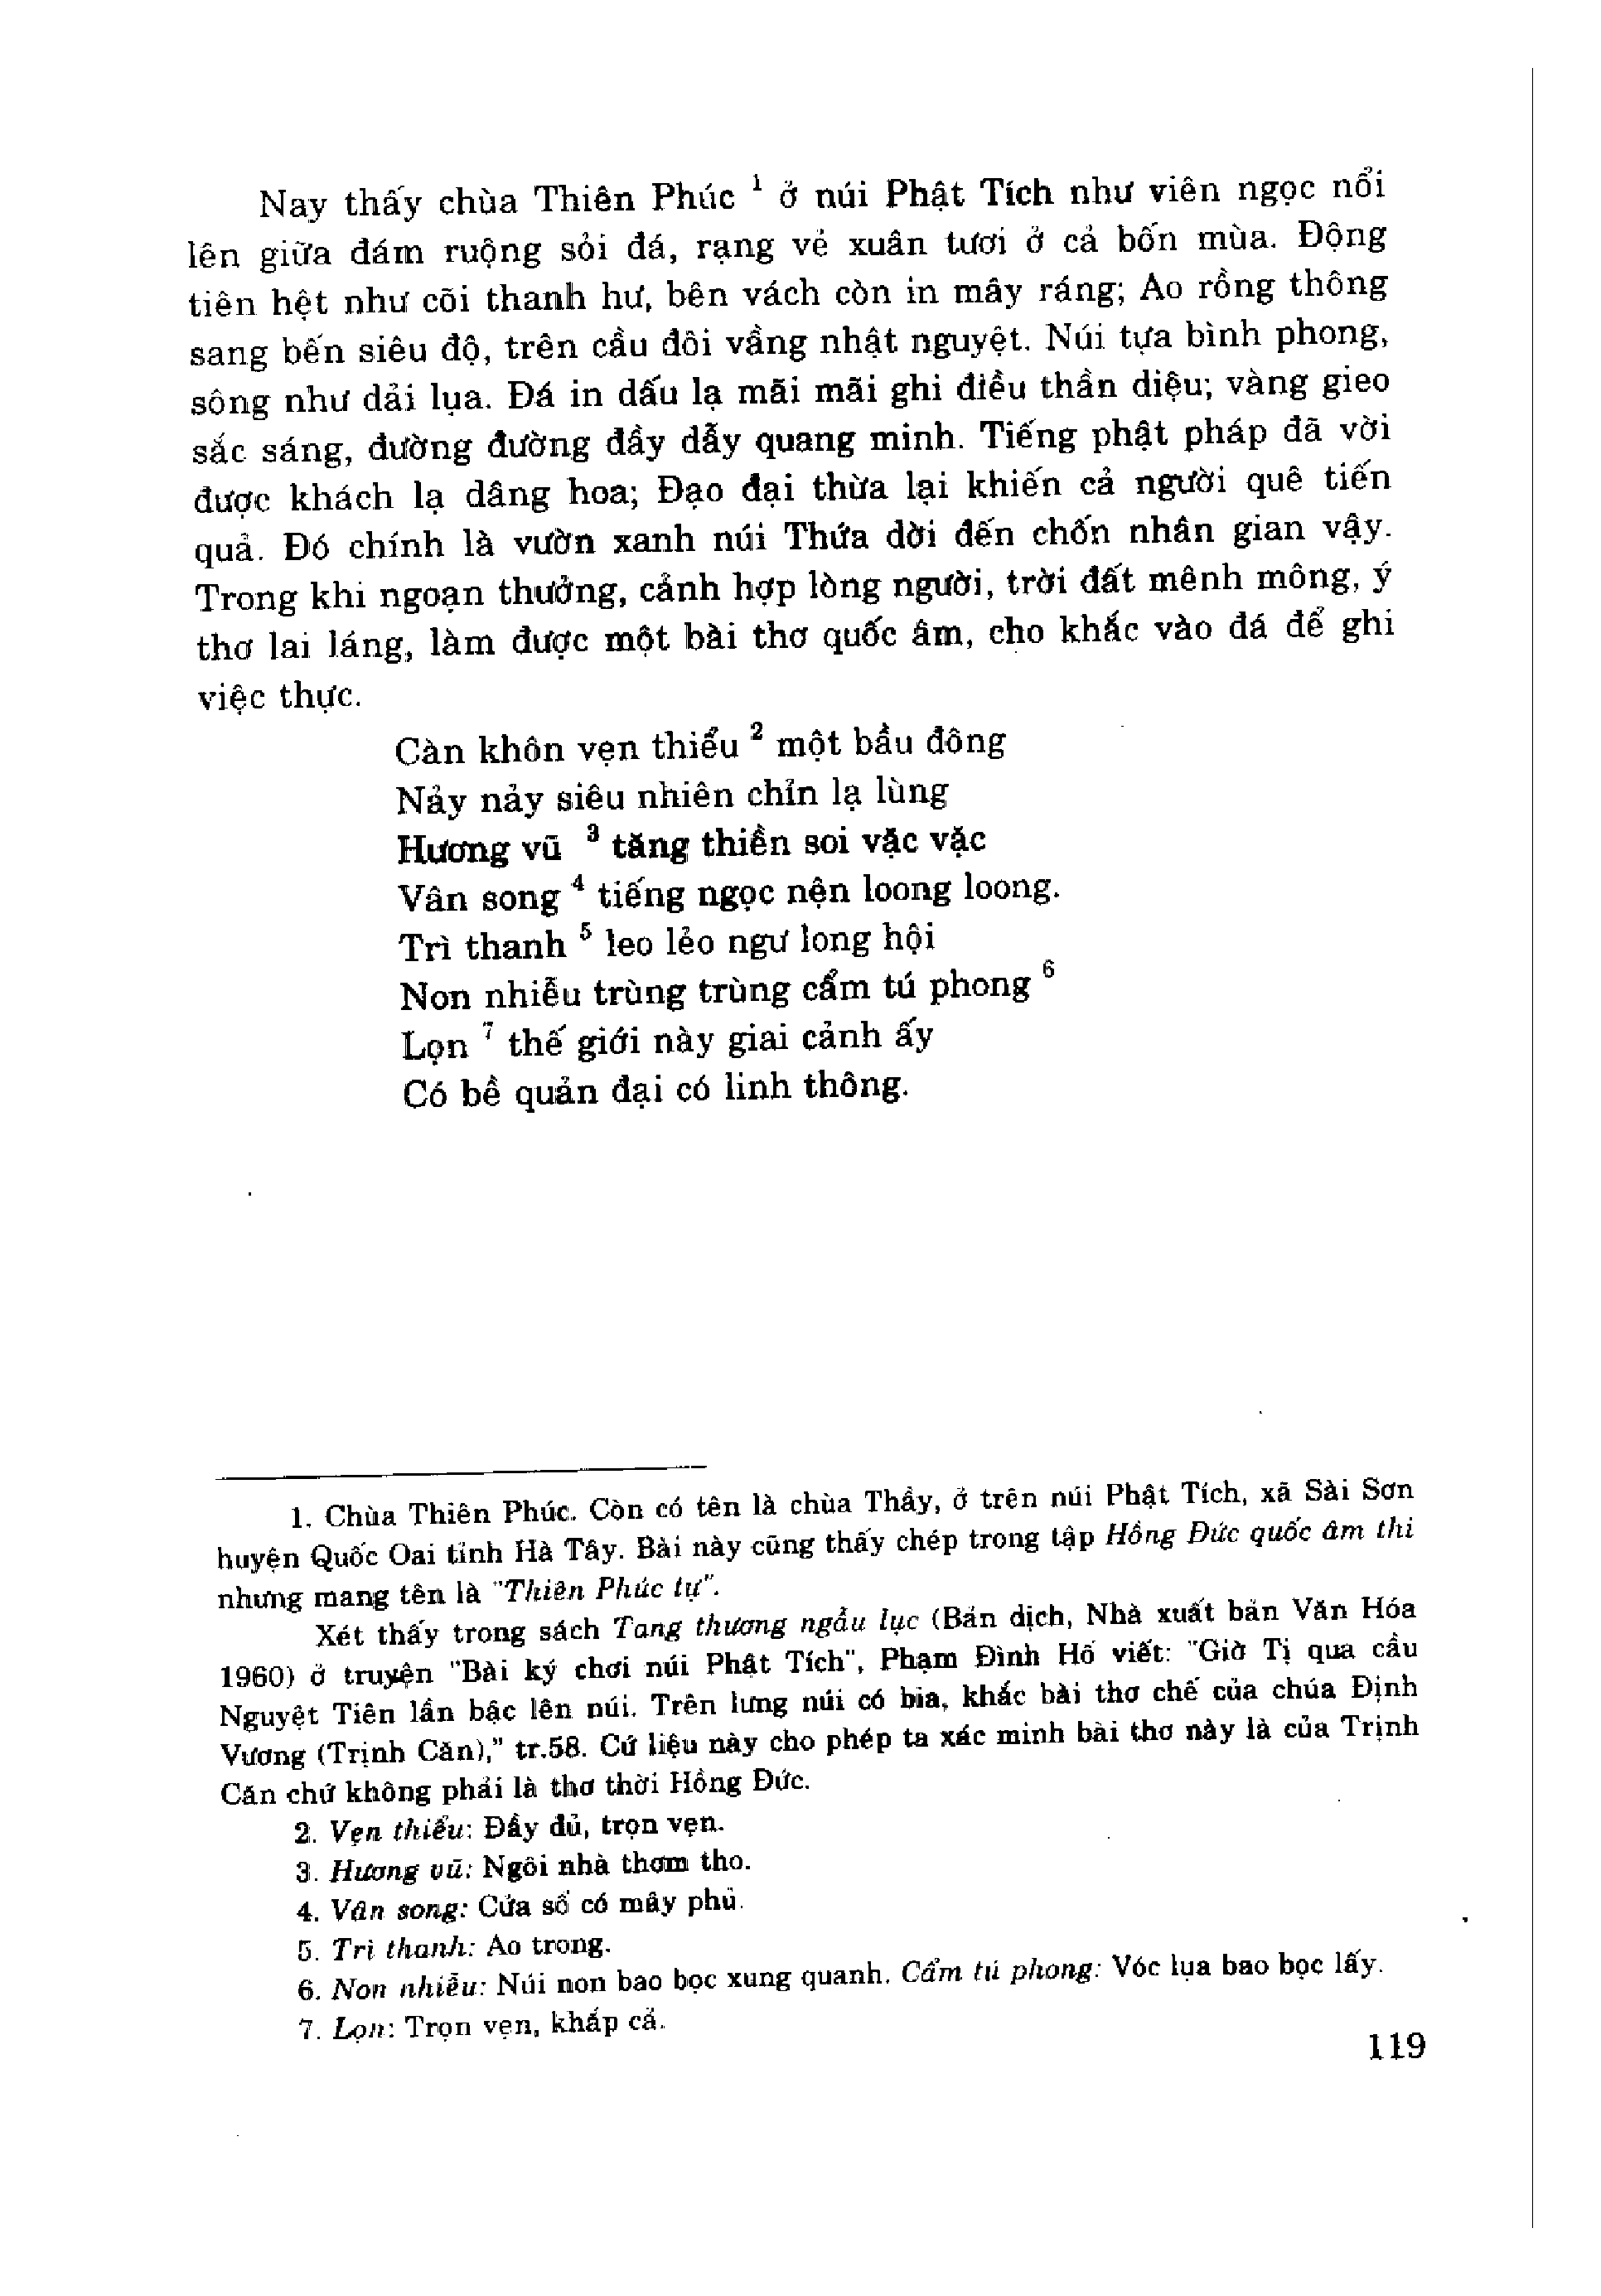 Nay thấy chùa Thiên Phúc ¹ ở núi Phật Tích như viên ngọc nổi
lên giữa đám ruộng sỏi đá, rạng vẻ xuân tươi ở cả bốn mùa. Động
tiên hệt như cõi thanh hư, bên vách còn in mây ráng; Ao rồng thông
sang bến siêu độ, trên cầu đôi vầng nhật nguyệt. Núi tựa bình phong,
sông như dải lụa. Đá in dấu lạ mãi mãi ghi điều thần diệu; vàng gieo
sắc sáng, đường đường đầy dẫy quang minh. Tiếng phật pháp đã vời
được khách lạ dâng hoa; Đạo đại thừa lại khiến cả người quê tiến
quả. Đó chính là vườn xanh núi Thứa dời đến chốn nhân gian vậy.
Trong khi ngoạn thưởng, cảnh hợp lòng người, trời đất mênh mông, ý
thơ lai láng, làm được một bài thơ quốc âm, cho khắc vào đá để ghi
việc thực.
Càn khôn vẹn thiểu ² một bầu đông
Nảy nảy siêu nhiên chỉn lạ lùng
Hương vũ ³ tăng thiền soi vặc vặc
Vân song ⁴ tiếng ngọc nện loong loong.
Trì thanh ⁵ leo lẻo ngư long hội
Non nhiễu trùng trùng cẩm tú phong ⁶
Lọn ⁷ thế giới này giai cảnh ấy
Có bề quản đại có linh thông.
1. Chùa Thiên Phúc. Còn có tên là chùa Thầy, ở trên núi Phật Tích, xã Sài Sơn
huyện Quốc Oai tỉnh Hà Tây. Bài này cũng thấy chép trong tập Hồng Đức quốc âm thi
nhưng mang tên là "Thiên Phúc tự".
Xét thấy trong sách Tang thương ngẫu lục (Bản dịch, Nhà xuất bản Văn Hóa
1960) ở truyện "Bài ký chơi núi Phật Tích", Phạm Đình Hổ viết: "Giờ Tị qua cầu
Nguyệt Tiên lần bậc lên núi. Trên lưng núi có bia, khắc bài thơ chế của chúa Định
Vương (Trịnh Căn)," tr.58. Cứ liệu này cho phép ta xác minh bài thơ này là của Trịnh
Căn chứ không phải là thơ thời Hồng Đức.
2. Vẹn thiểu: Đầy đủ, trọn vẹn.
3. Hương vũ: Ngôi nhà thơm tho.
4. Vân song: Cửa sổ có mây phủ.
5. Trì thanh: Ao trong.
6. Non nhiễu: Núi non bao bọc xung quanh. Cẩm tú phong: Vóc lụa bao bọc lấy.
7. Lọn: Trọn vẹn, khắp cả.
119